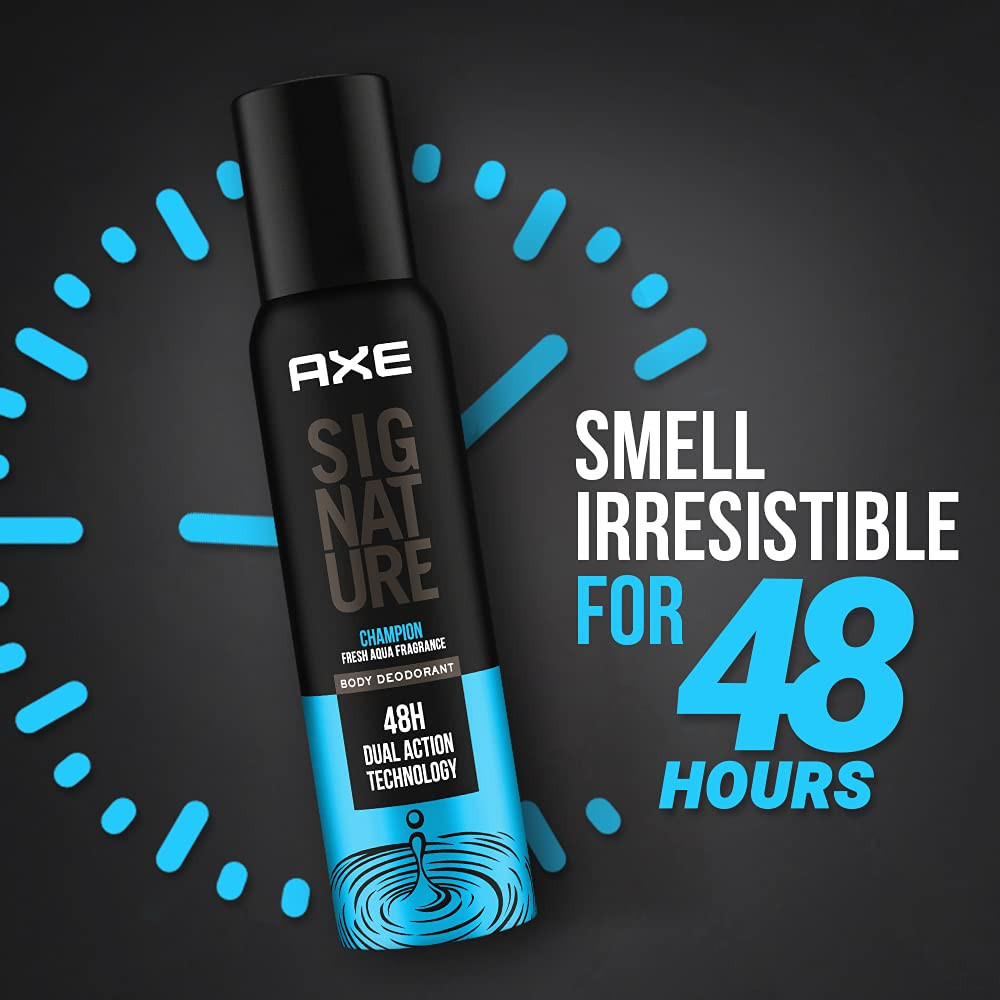 AXE
SIG
NAT
URE
CHAMPION
FRESH AQUA FRAGRANCE
BODY DEODORANT
48H
DUAL ACTION
TECHNOLOGY
SMELL
IRRESISTIBLE
FOR 48
HOURS